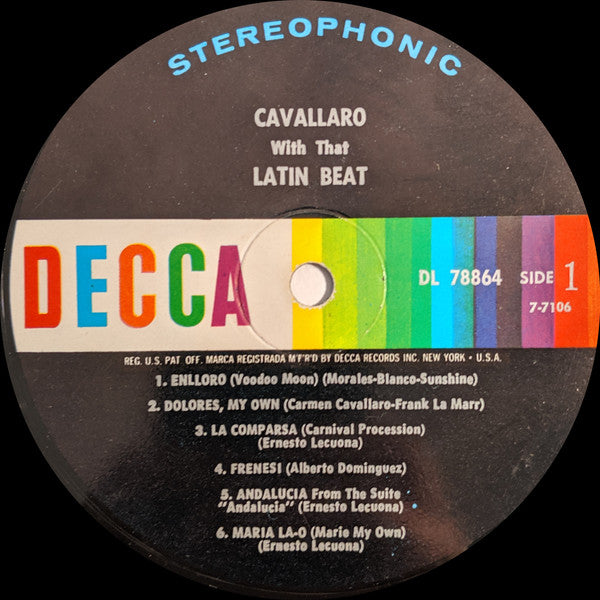 STEREOPHONIC
CAVALLARO
With That
LATIN BEAT
DECCA
DL 78864 SIDE 1
7-7106
REG. U.S. PAT. OFF. MARCA REGISTRADA M'F'R'D BY DECCA RECORDS INC. NEW YORK • U.S.A.
1. ENLLORO (Voodoo Moon) (Morales-Blanco-Sunshine)
2. DOLORES, MY OWN (Carmen Cavallaro-Frank La Marr)
3. LA COMPARSA (Carnival Procession)
(Ernesto Lecuona)
4. FRENESI (Alberto Dominguez)
5. ANDALUCIA From The Suite
"Andalucia" (Ernesto Lecuona)
6. MARIA LA-O (Marie My Own)
(Ernesto Lecuona)